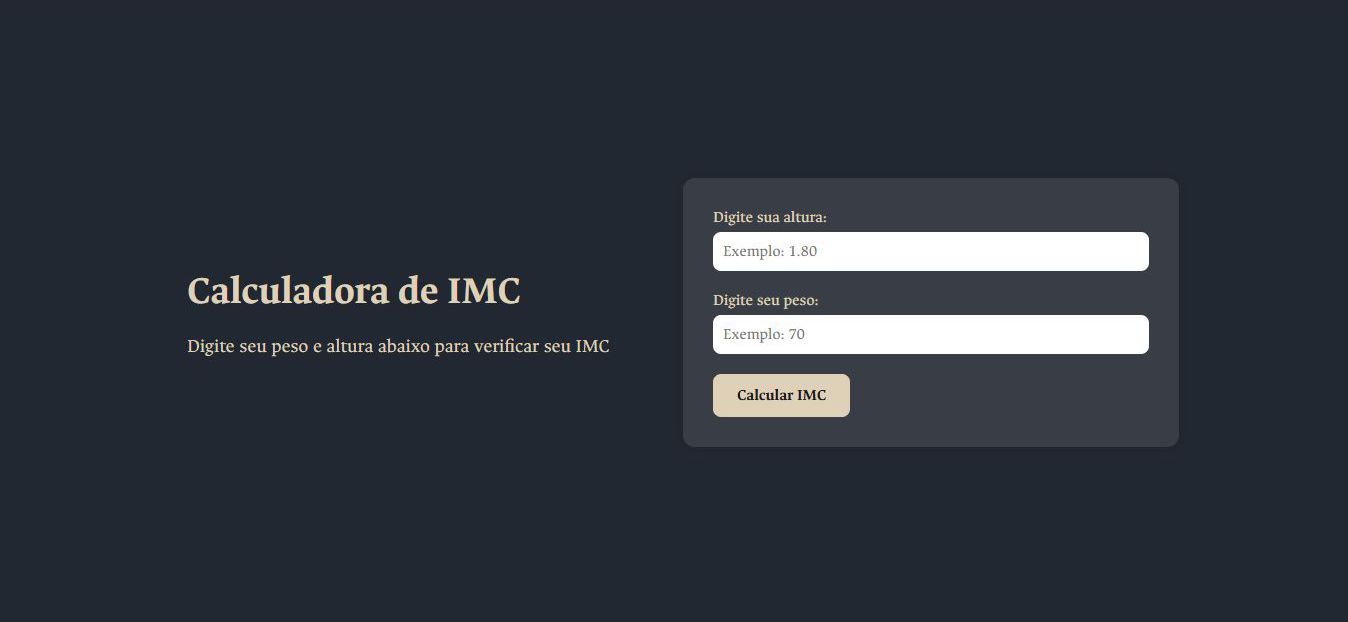 Calculadora de IMC
Digite seu peso e altura abaixo para verificar seu IMC
Digite sua altura:
Exemplo: 1.80
Digite seu peso:
Exemplo: 70
Calcular IMC